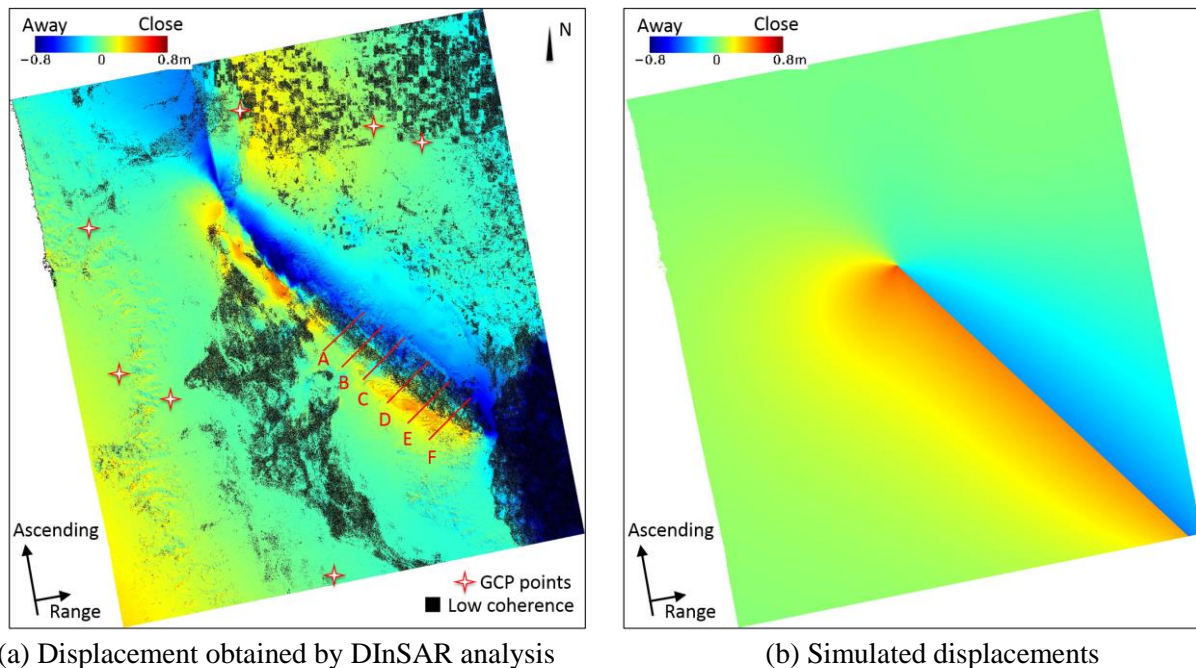 Away Close
−0.8 0 0.8m
N
A
B
C
D
E
F
Ascending
Range
GCP points
Low coherence
(a) Displacement obtained by DInSAR analysis
Away Close
−0.8 0 0.8m
Ascending
Range
(b) Simulated displacements